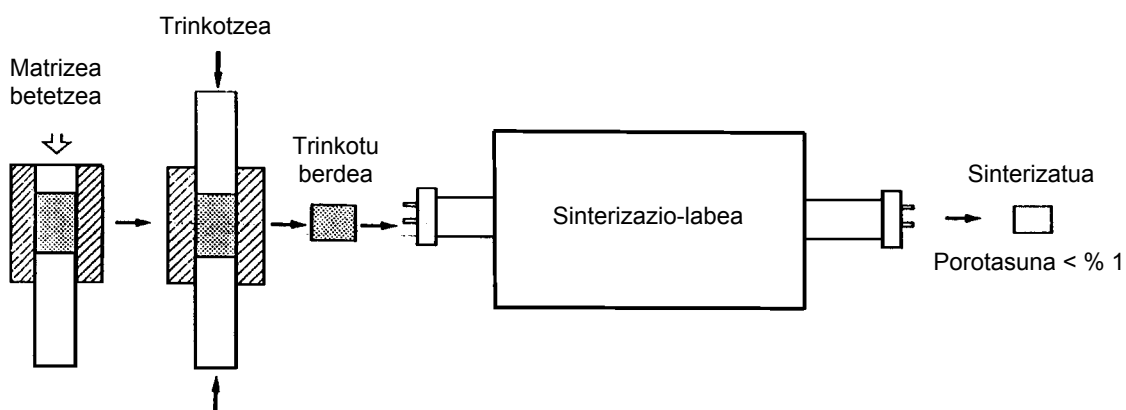 Trinkotzea
Matrizea
betetzea
Trinkotu
berdea
Sinterizazio-labea
Sinterizatua
Porotasuna < % 1